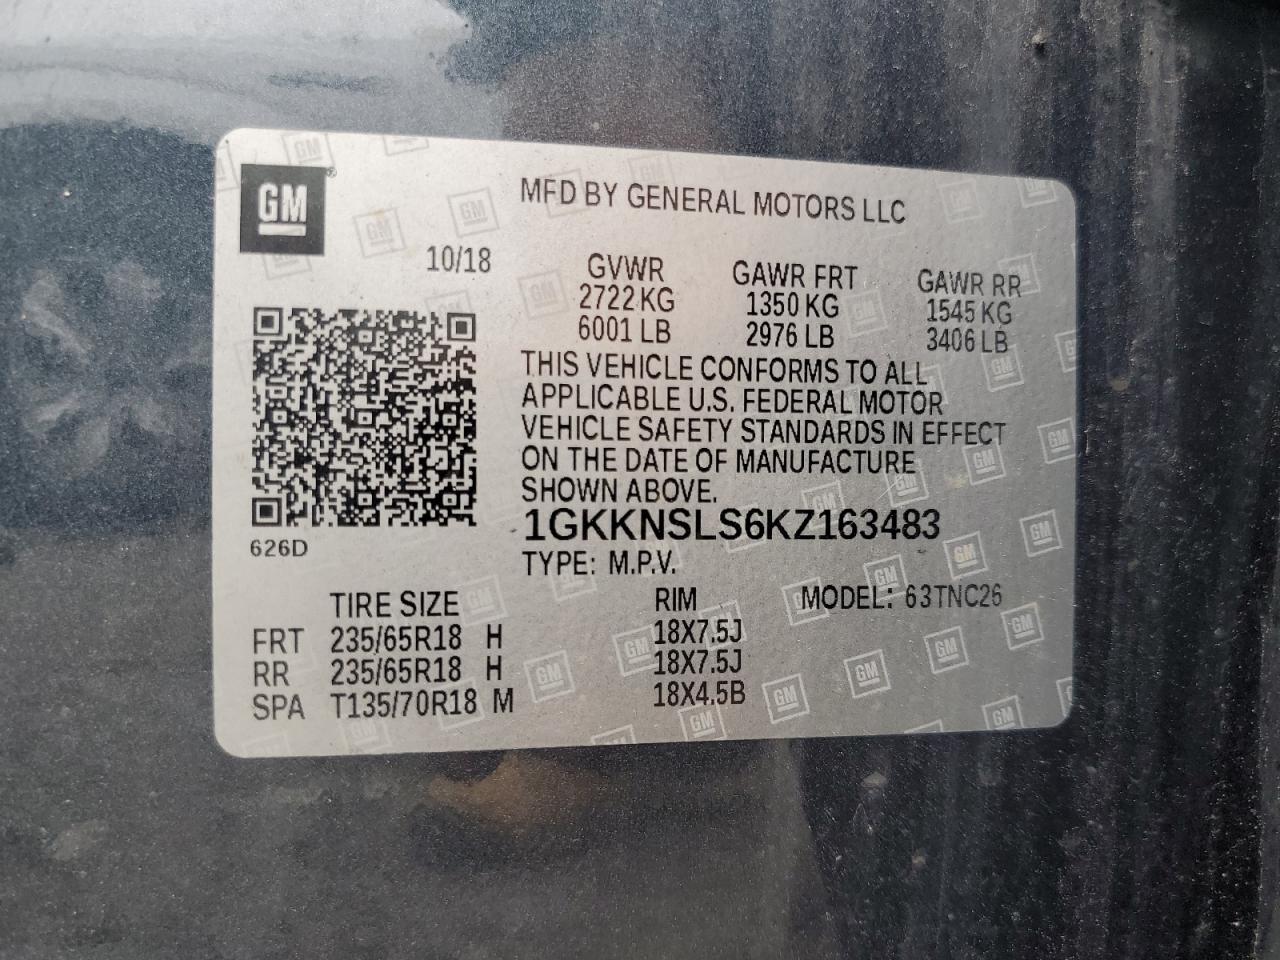 GM
MFD BY GENERAL MOTORS LLC
10/18
GVWR GAWR FRT GAWR RR
2722 KG 1350 KG 1545 KG
6001 LB 2976 LB 3406 LB
THIS VEHICLE CONFORMS TO ALL
APPLICABLE U.S. FEDERAL MOTOR
VEHICLE SAFETY STANDARDS IN EFFECT
ON THE DATE OF MANUFACTURE
SHOWN ABOVE.
1GKKNSLS6KZ163483
626D
TYPE: M.P.V.
TIRE SIZE RIM MODEL: 63TNC26
FRT 235/65R18 H 18X7.5J
RR 235/65R18 H 18X7.5J
SPA T135/70R18 M 18X4.5B